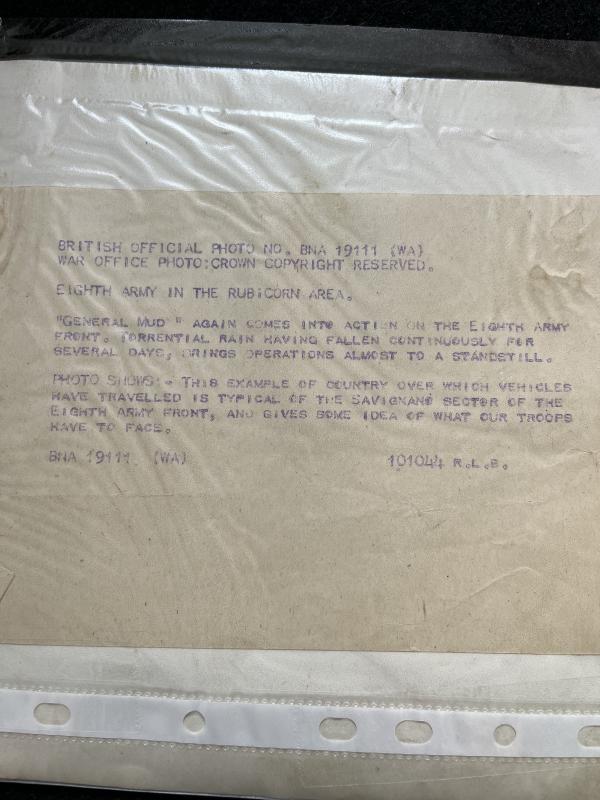 BRITISH OFFICIAL PHOTO NO. BNA 19111 (WA)
WAR OFFICE PHOTO:CROWN COPYRIGHT RESERVED.
EIGHTH ARMY IN THE RUBICORN AREA.
"GENERAL MUD" AGAIN COMES INTO ACTION ON THE EIGHTH ARMY
FRONT. TORRENTIAL RAIN HAVING FALLEN CONTINUOUSLY FOR
SEVERAL DAYS, BRINGS OPERATIONS ALMOST TO A STANDSTILL.
PHOTO SHOWS:- THIS EXAMPLE OF COUNTRY OVER WHICH VEHICLES
HAVE TRAVELLED IS TYPICAL OF THE SAVIGNANO SECTOR OF THE
EIGHTH ARMY FRONT, AND GIVES SOME IDEA OF WHAT OUR TROOPS
HAVE TO FACE.
BNA 19111 (WA) 101044 R.L.B.